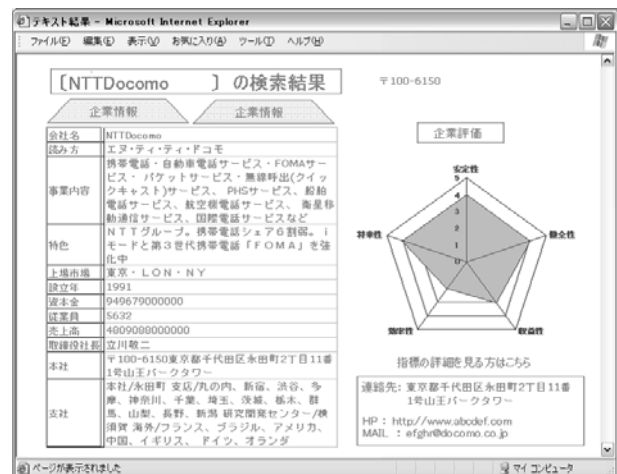 テキスト結果 - Microsoft Internet Explorer
ファイル(F) 編集(E) 表示(V) お気に入り(A) ツール(T) ヘルプ(H)
〔NTTDocomo 〕の検索結果
〒100-6150
企業情報 企業情報
会社名 NTTDocomo
読み方 エヌ・ティ・ティ・ドコモ
事業内容
携帯電話・自動車電話サービス・FOMAサー
ビス・ パケットサービス・無線呼出(クイッ
クキャスト)サービス、 PHSサービス、船舶
電話サービス、航空機電話サービス、 衛星移
動通信サービス、国際電話サービスなど
特色
NTTグループ。携帯電話シェア6割弱。i
モードと第3世代携帯電話「FOMA」を強
化中
上場市場 東京・LON・NY
設立年 1991
資本金 949679000000
従業員 5632
売上高 4809088000000
取締役社長 立川敬二
本社
〒100-6150東京都千代田区永田町2丁目11番
1号山王パークタワー
支社
本社/永田町 支店/丸の内、新宿、渋谷、多
摩、神奈川、千葉、埼玉、茨城、栃木、群
馬、山梨、長野、新潟 研究開発センター/横
須賀 海外/フランス、ブラジル、アメリカ、
中国、イギリス、 ドイツ、オランダ
企業評価
安定性
5
4
3
2
1
0
将来性
健全性
効率性
収益性
指標の詳細を見る方はこちら
連絡先: 東京都千代田区永田町2丁目11番
1号山王パークタワー
HP : http://www.abcdef.com
MAIL : efghr@docomo.co.jp
ページが表示されました
マイ コンピュータ